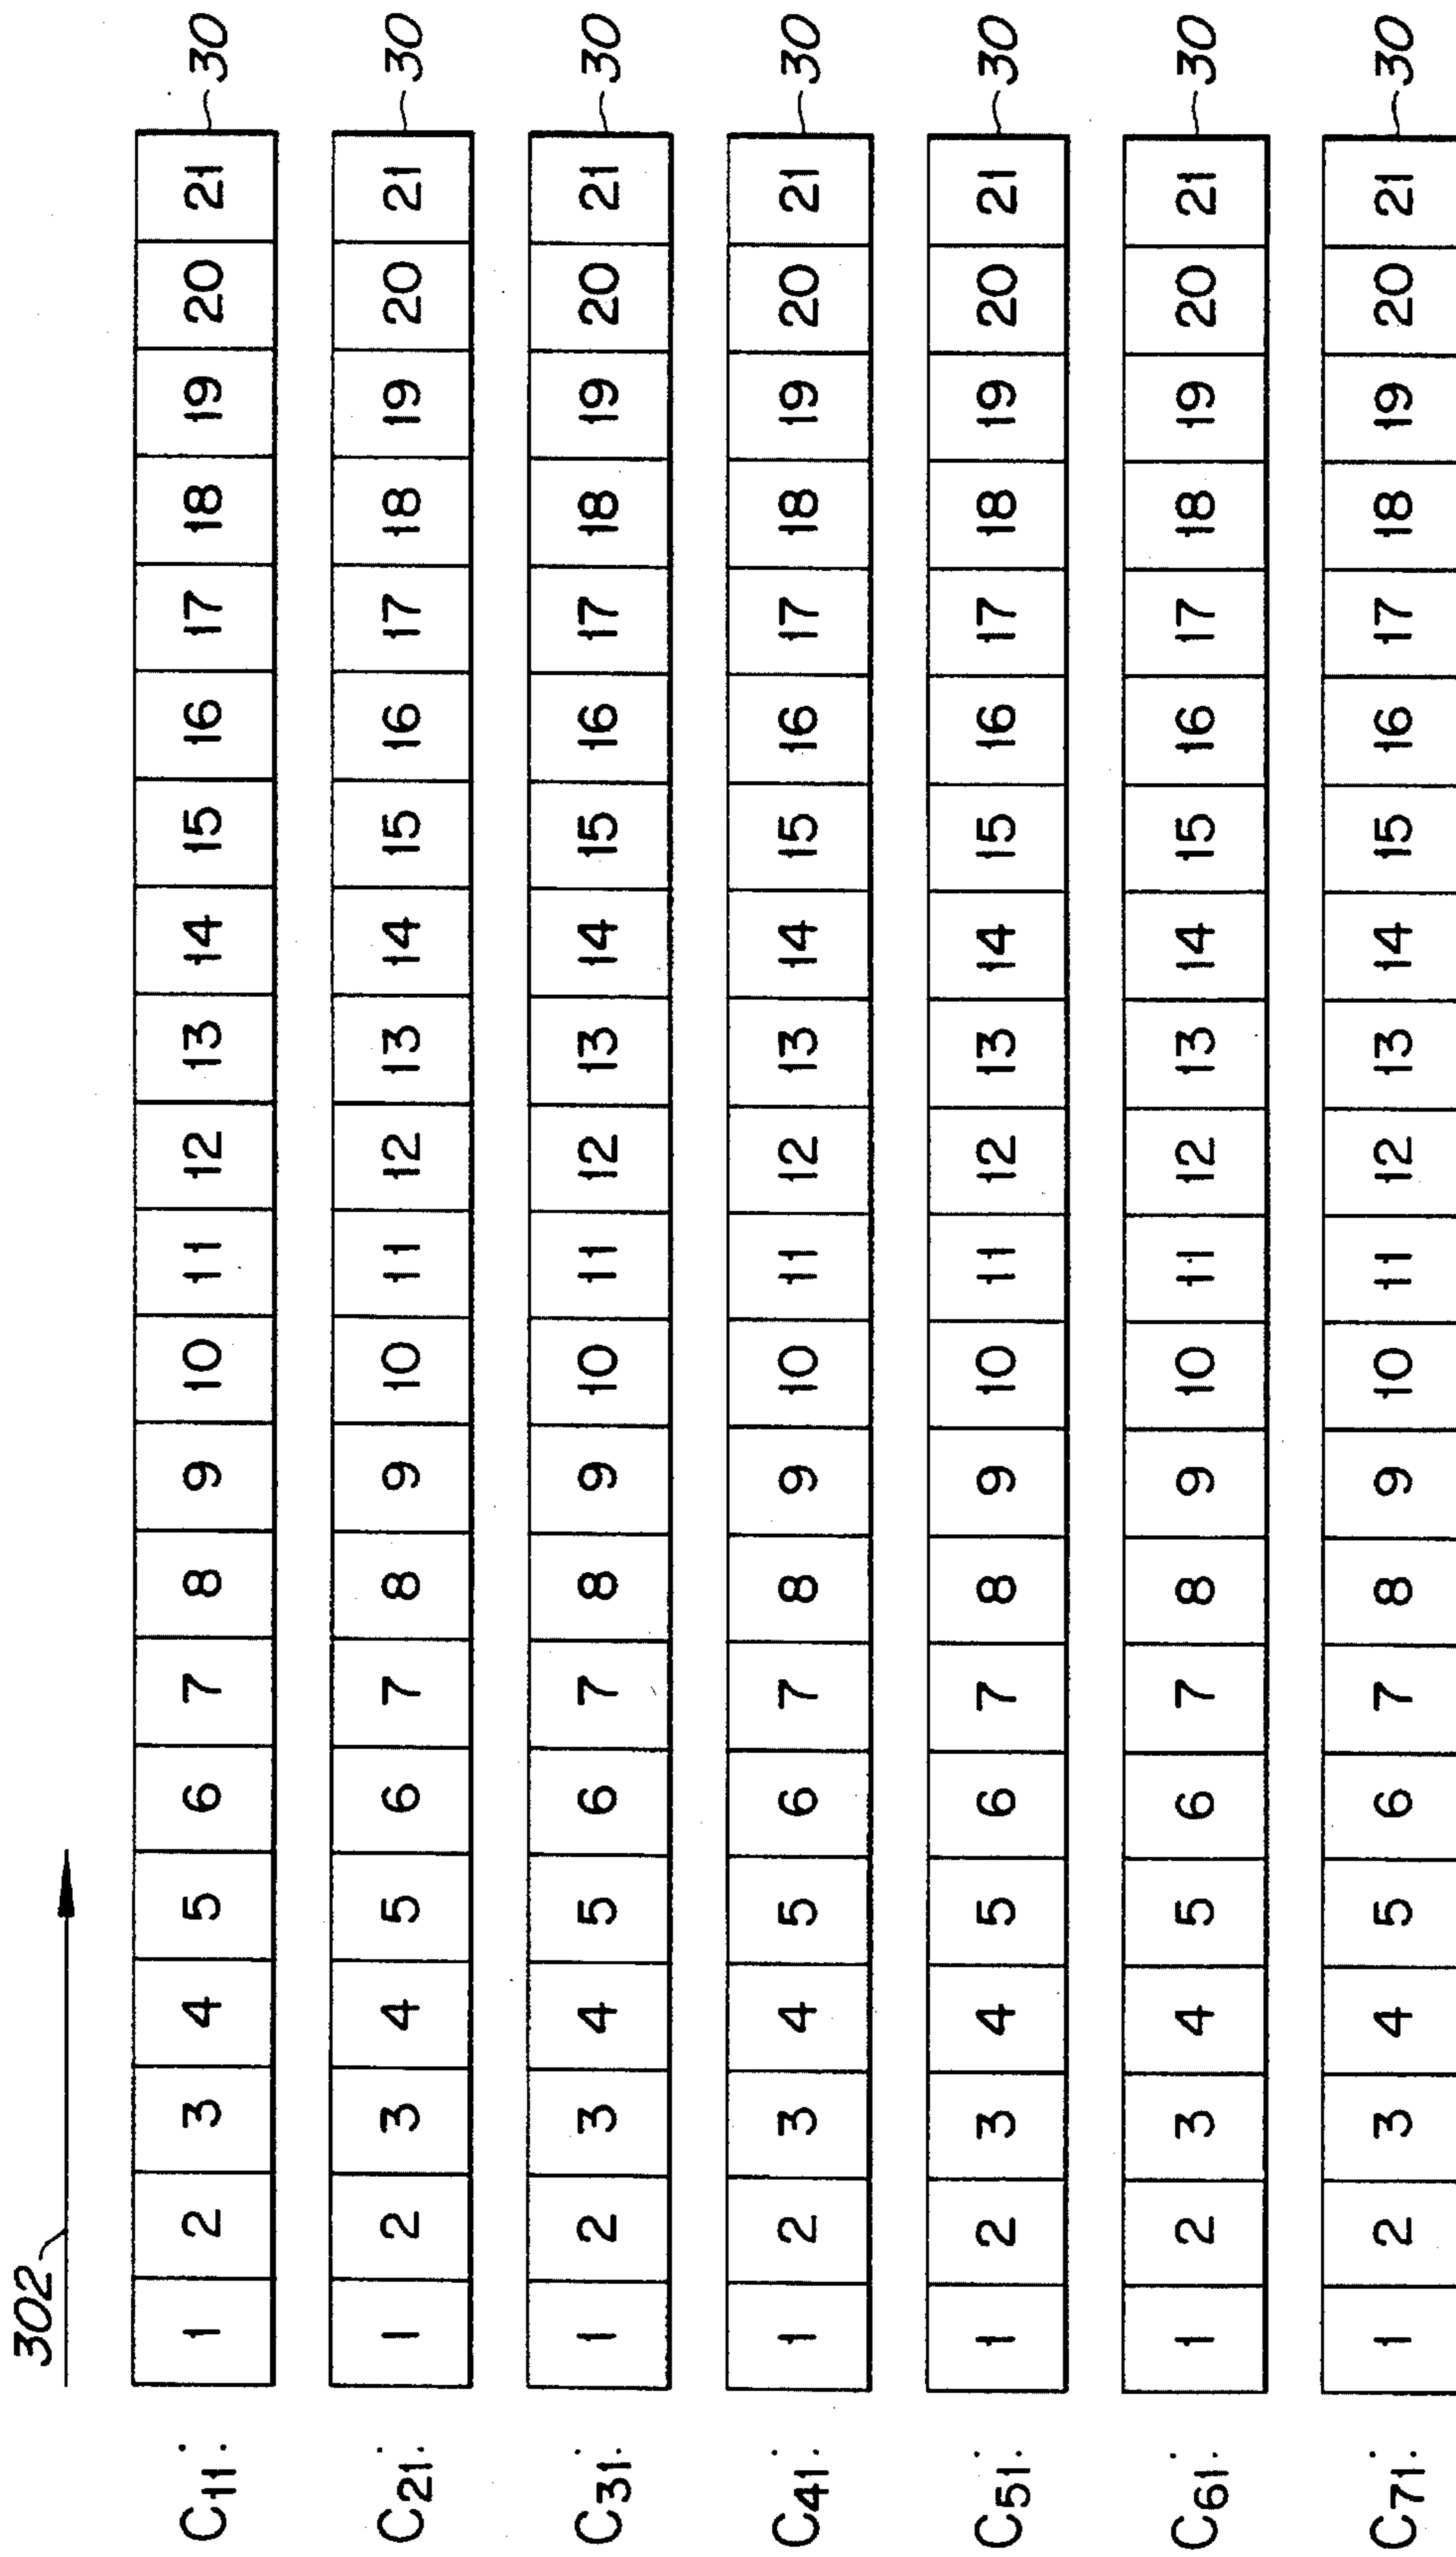 302
C11: 1 2 3 4 5 6 7 8 9 10 11 12 13 14 15 16 17 18 19 20 21 30
C21: 1 2 3 4 5 6 7 8 9 10 11 12 13 14 15 16 17 18 19 20 21 30
C31: 1 2 3 4 5 6 7 8 9 10 11 12 13 14 15 16 17 18 19 20 21 30
C41: 1 2 3 4 5 6 7 8 9 10 11 12 13 14 15 16 17 18 19 20 21 30
C51: 1 2 3 4 5 6 7 8 9 10 11 12 13 14 15 16 17 18 19 20 21 30
C61: 1 2 3 4 5 6 7 8 9 10 11 12 13 14 15 16 17 18 19 20 21 30
C71: 1 2 3 4 5 6 7 8 9 10 11 12 13 14 15 16 17 18 19 20 21 30